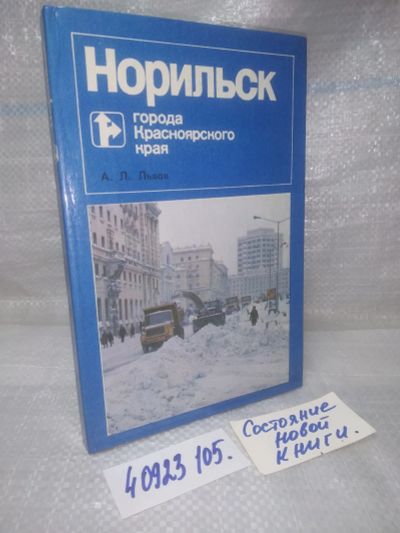 Норильск
города
Красноярского
края
А. Л. Львов
40923 105.
Состояние
новой
книги.